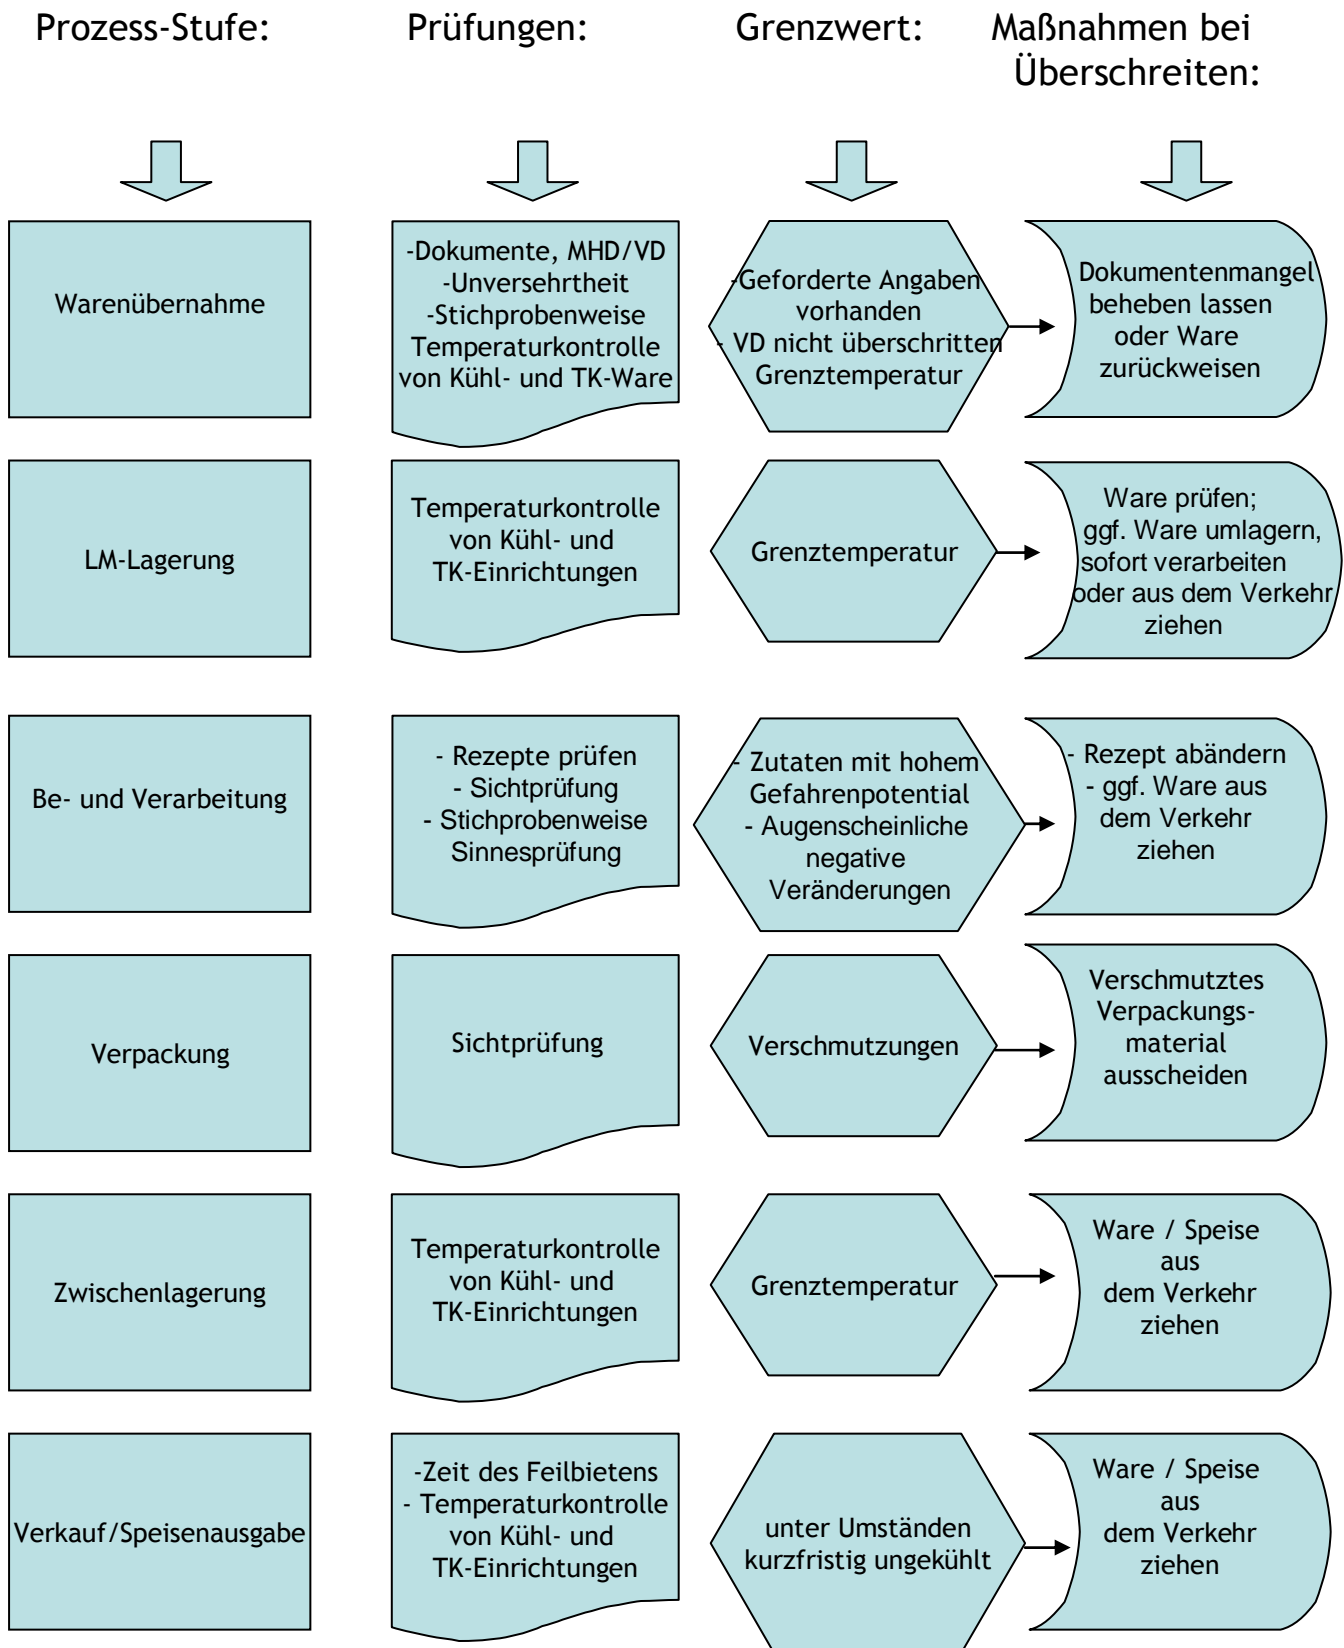 Prozess-Stufe:
Prüfungen:
Grenzwert:
Maßnahmen bei
Überschreiten:
Warenübernahme
-Dokumente, MHD/VD
-Unversehrtheit
-Stichprobenweise
Temperaturkontrolle
von Kühl- und TK-Ware
-Geforderte Angaben
vorhanden
- VD nicht überschritten
Grenztemperatur
Dokumentenmangel
beheben lassen
oder Ware
zurückweisen
LM-Lagerung
Temperaturkontrolle
von Kühl- und
TK-Einrichtungen
Grenztemperatur
Ware prüfen;
ggf. Ware umlagern,
sofort verarbeiten
oder aus dem Verkehr
ziehen
Be- und Verarbeitung
- Rezepte prüfen
- Sichtprüfung
- Stichprobenweise
Sinnesprüfung
- Zutaten mit hohem
Gefahrenpotential
- Augenscheinliche
negative
Veränderungen
- Rezept abändern
- ggf. Ware aus
dem Verkehr
ziehen
Verpackung
Sichtprüfung
Verschmutzungen
Verschmutztes
Verpackungs-
material
ausscheiden
Zwischenlagerung
Temperaturkontrolle
von Kühl- und
TK-Einrichtungen
Grenztemperatur
Ware / Speise
aus
dem Verkehr
ziehen
Verkauf/Speisenausgabe
-Zeit des Feilbietens
- Temperaturkontrolle
von Kühl- und
TK-Einrichtungen
unter Umständen
kurzfristig ungekühlt
Ware / Speise
aus
dem Verkehr
ziehen